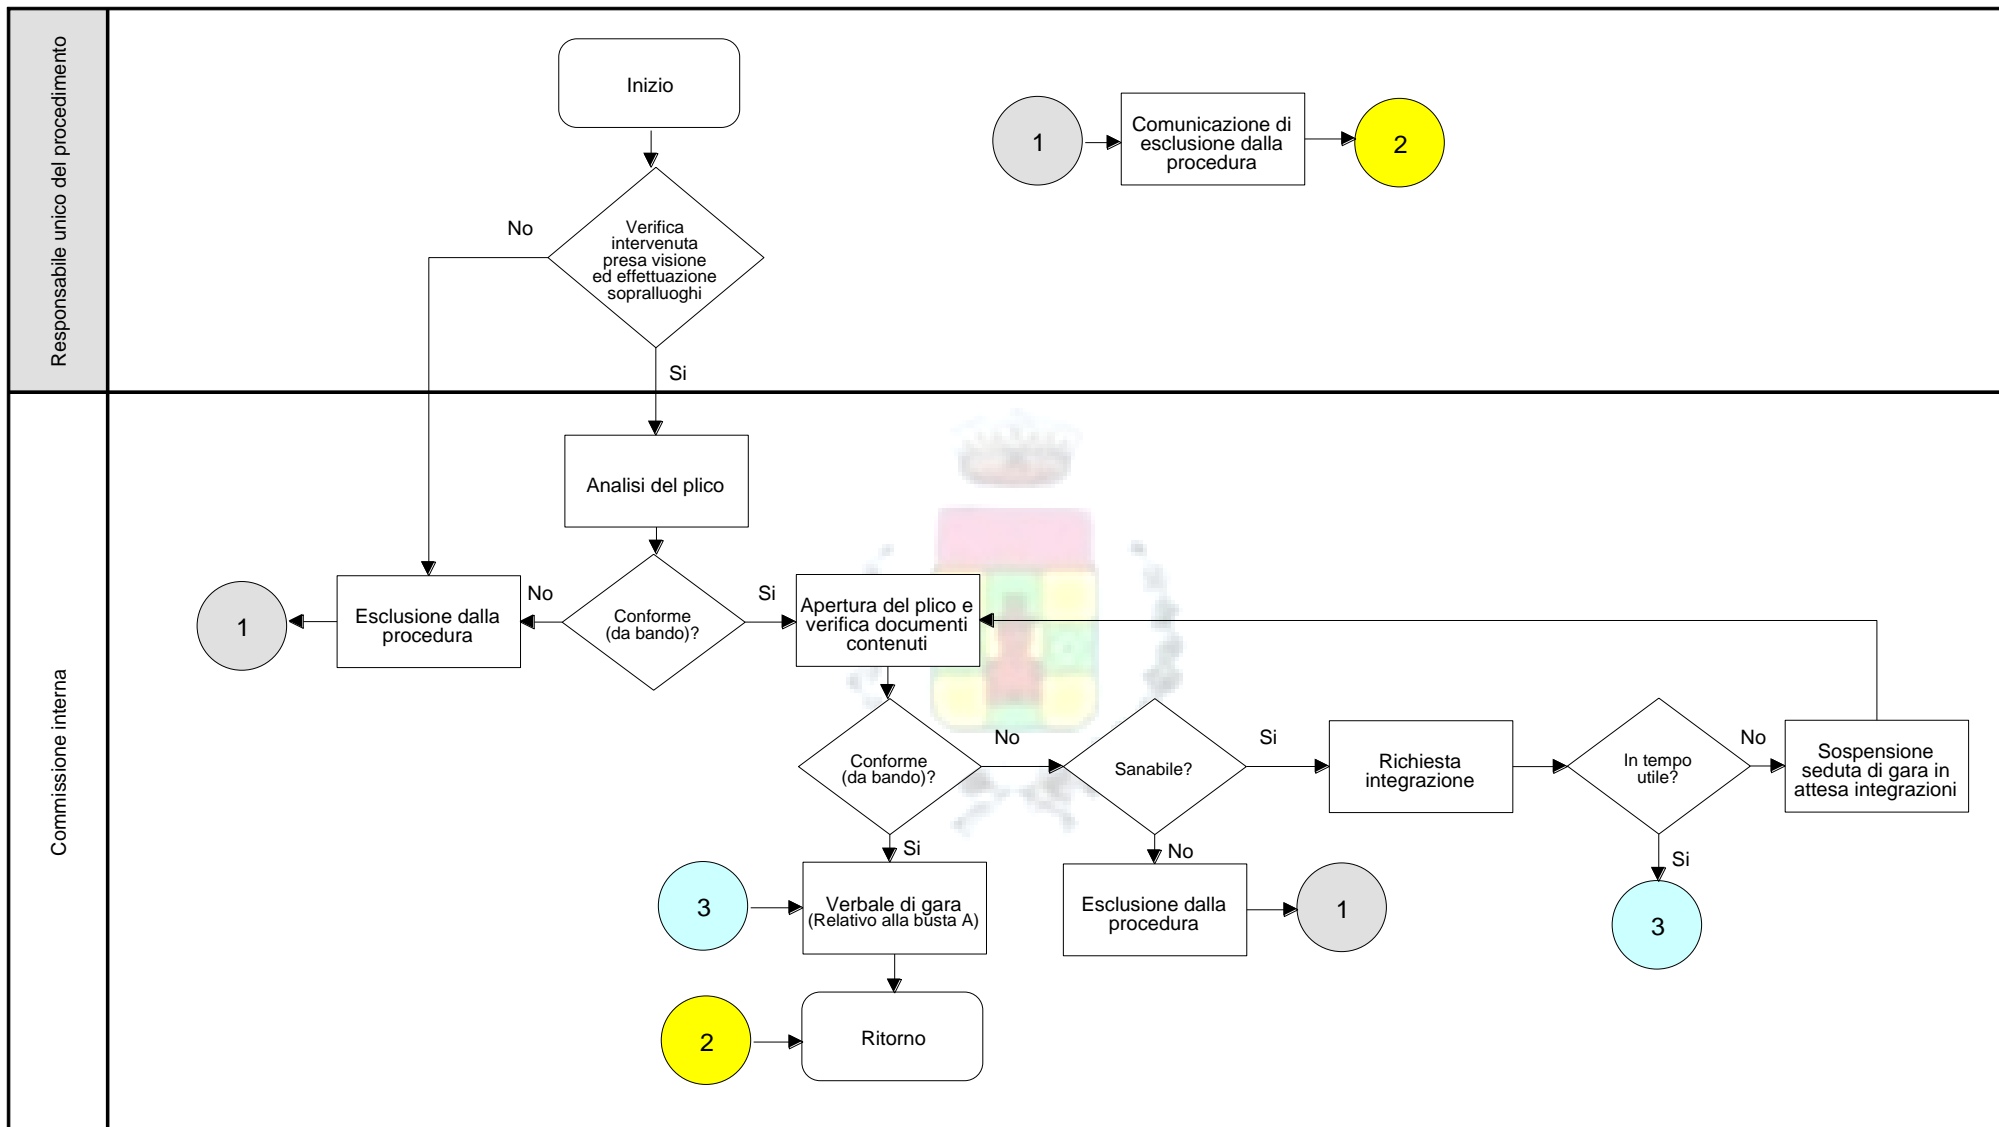 Responsabile unico del procedimento
Inizio
1
Comunicazione di
esclusione dalla
procedura
2
No
Verifica
intervenuta
presa visione
ed effettuazione
sopralluoghi
Si
Commissione interna
Analisi del plico
1
Esclusione dalla
procedura
No
Conforme
(da bando)?
Si
Apertura del plico e
verifica documenti
contenuti
Conforme
(da bando)?
No
Sanabile?
Si
Richiesta
integrazione
In tempo
utile?
No
Sospensione
seduta di gara in
attesa integrazioni
Si
No
Si
3
Verbale di gara
(Relativo alla busta A)
Esclusione dalla
procedura
1
3
2
Ritorno